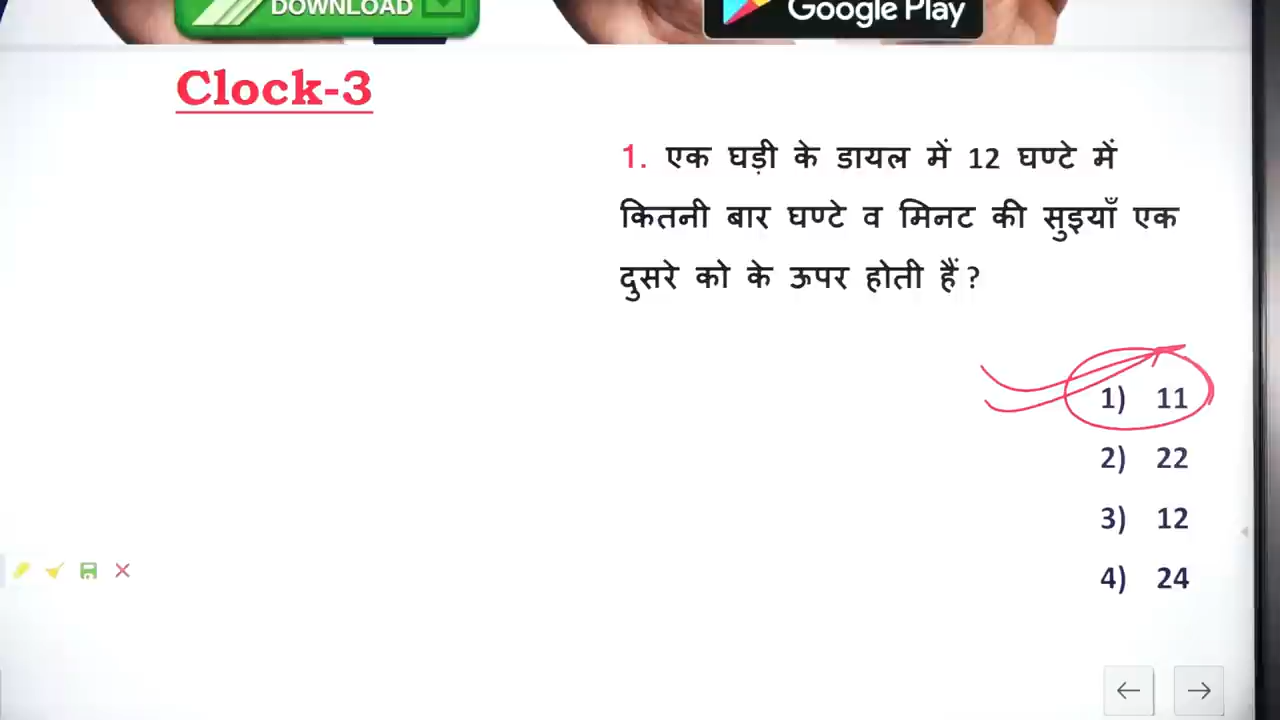 DOWNLOAD
Google Play
Clock-3
1. एक घड़ी के डायल में 12 घण्टे में
कितनी बार घण्टे व मिनट की सुइयाँ एक
दुसरे को के ऊपर होती हैं ?
1) 11
2) 22
3) 12
4) 24